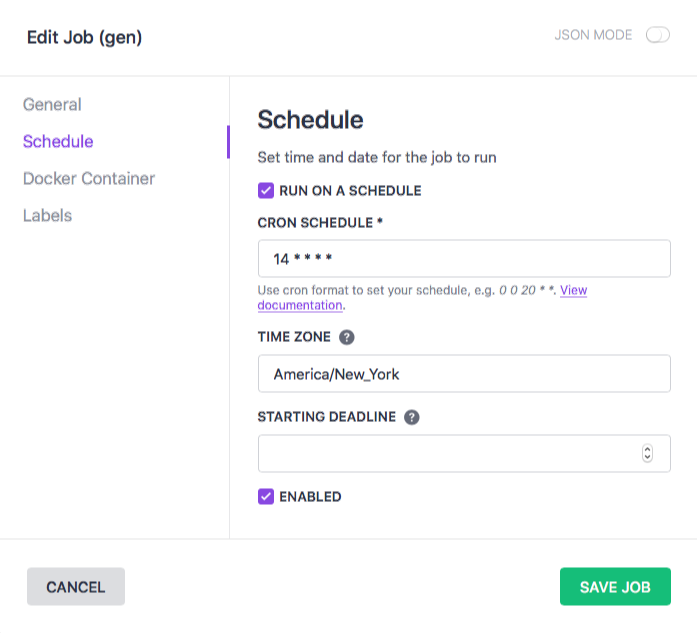 Edit Job (gen)
JSON MODE
General
Schedule
Docker Container
Labels
Schedule
Set time and date for the job to run
RUN ON A SCHEDULE
CRON SCHEDULE *
14 * * * *
Use cron format to set your schedule, e.g. 0 0 20 * *. View
documentation.
TIME ZONE ?
America/New_York
STARTING DEADLINE ?
ENABLED
CANCEL
SAVE JOB